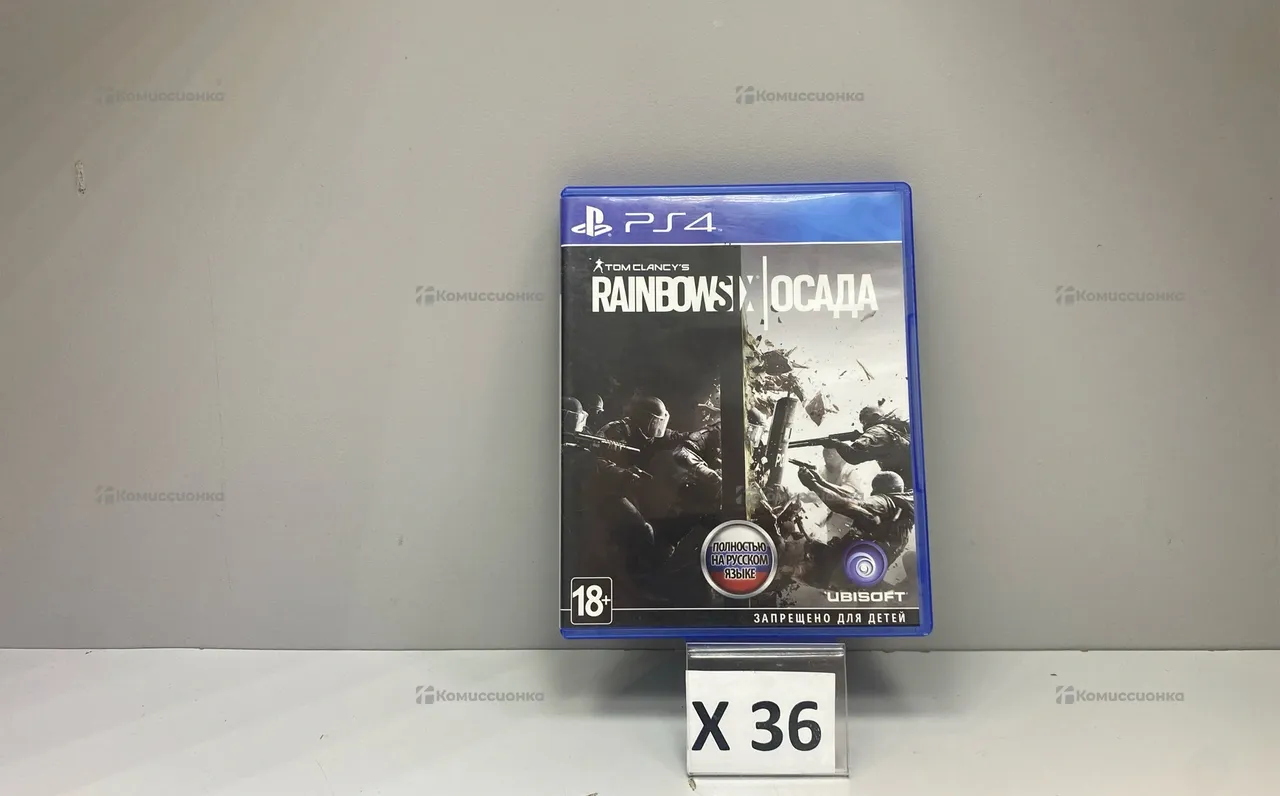 Комиссионка
Комиссионка
PS4
TOM CLANCY'S
RAINBOW SIX | ОСАДА
Комиссионка
Комиссионка
Комиссионка
Комиссионка
ПОЛНОСТЬЮ
НА РУССКОМ
ЯЗЫКЕ
18+
UBISOFT
ЗАПРЕЩЕНО ДЛЯ ДЕТЕЙ
Комиссионка
Комиссионка
X 36